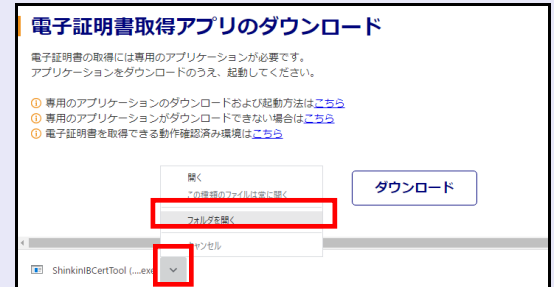 電子証明書取得アプリのダウンロード
電子証明書の取得には専用のアプリケーションが必要です。
アプリケーションをダウンロードのうえ、起動してください。
① 専用のアプリケーションのダウンロードおよび起動方法はこちら
① 専用のアプリケーションがダウンロードできない場合はこちら
① 電子証明書を取得できる動作確認済み環境はこちら
開く
この種類のファイルは常に開く
フォルダを開く
キャンセル
ダウンロード
ShinkinIBCertTool (....exe